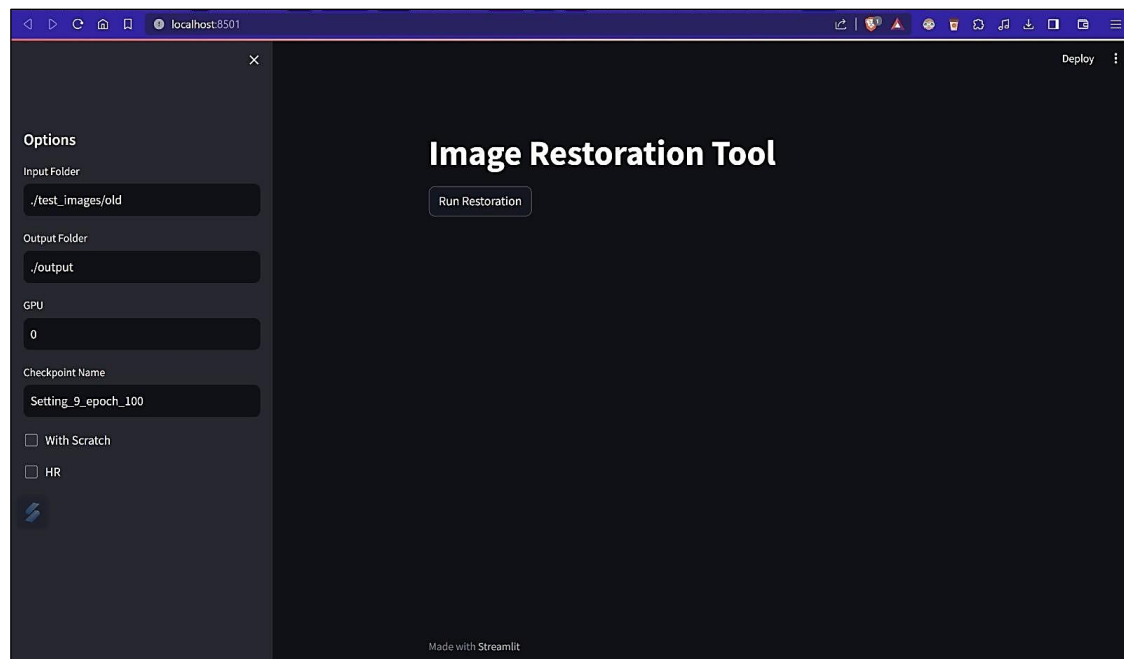 localhost:8501
Deploy
Options
Input Folder
./test_images/old
Output Folder
./output
GPU
0
Checkpoint Name
Setting_9_epoch_100
With Scratch
HR
Image Restoration Tool
Run Restoration
Made with Streamlit